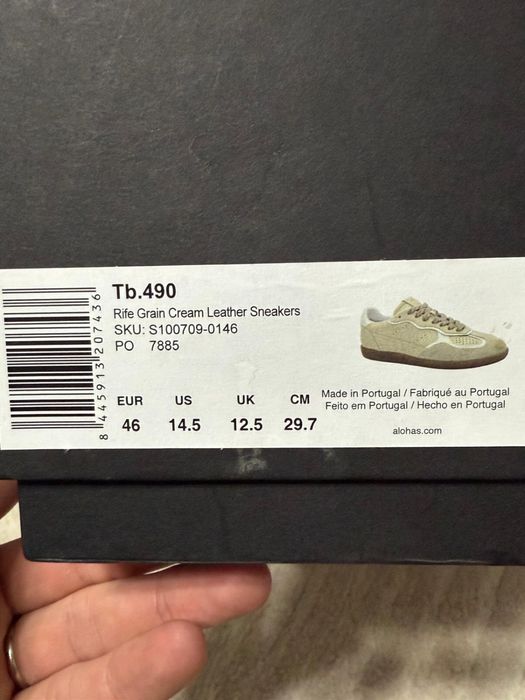 Tb.490
Rife Grain Cream Leather Sneakers
SKU: S100709-0146
PO 7885
EUR US UK CM
46 14.5 12.5 29.7
Made in Portugal / Fabriqué au Portugal
Feito em Portugal / Hecho en Portugal
alohas.com
8 445913 207436